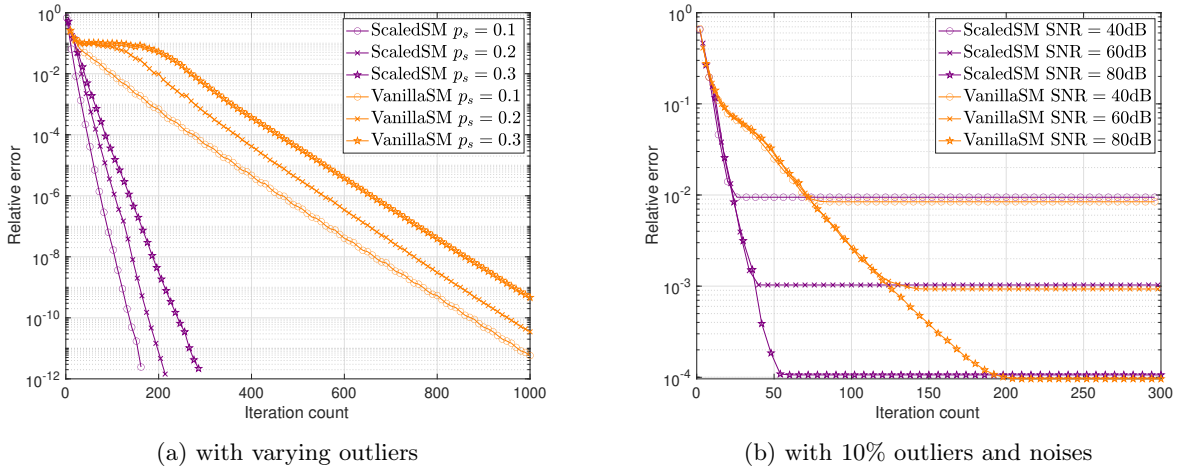 10^0
10^-2
10^-4
10^-6
10^-8
10^-10
10^-12
Relative error
0 200 400 600 800 1000
Iteration count
ScaledSM p_s = 0.1
ScaledSM p_s = 0.2
ScaledSM p_s = 0.3
VanillaSM p_s = 0.1
VanillaSM p_s = 0.2
VanillaSM p_s = 0.3
(a) with varying outliers
10^0
10^-1
10^-2
10^-3
10^-4
Relative error
0 50 100 150 200 250 300
Iteration count
ScaledSM SNR = 40dB
ScaledSM SNR = 60dB
ScaledSM SNR = 80dB
VanillaSM SNR = 40dB
VanillaSM SNR = 60dB
VanillaSM SNR = 80dB
(b) with 10% outliers and noises